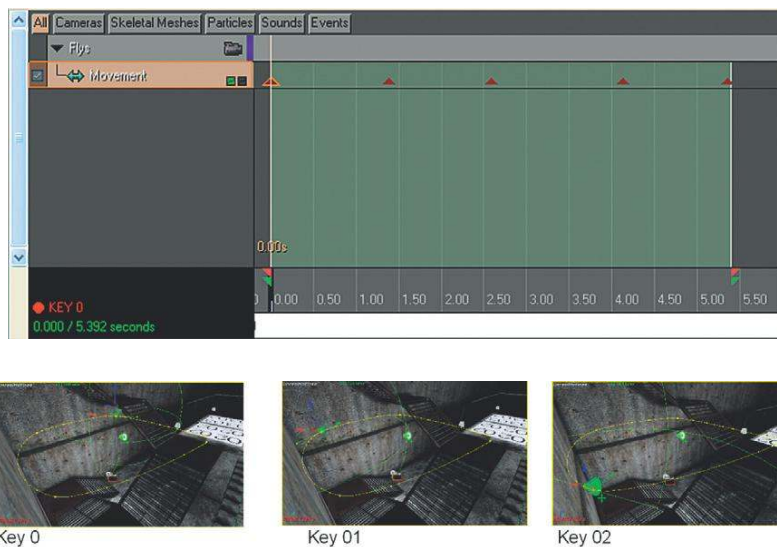 All Cameras Skeletal Meshes Particles Sounds Events
Flys
Movement
0.00s
0.00 0.50 1.00 1.50 2.00 2.50 3.00 3.50 4.00 4.50 5.00 5.50
KEY 0
0.000 / 5.392 seconds
Key 0 Key 01 Key 02